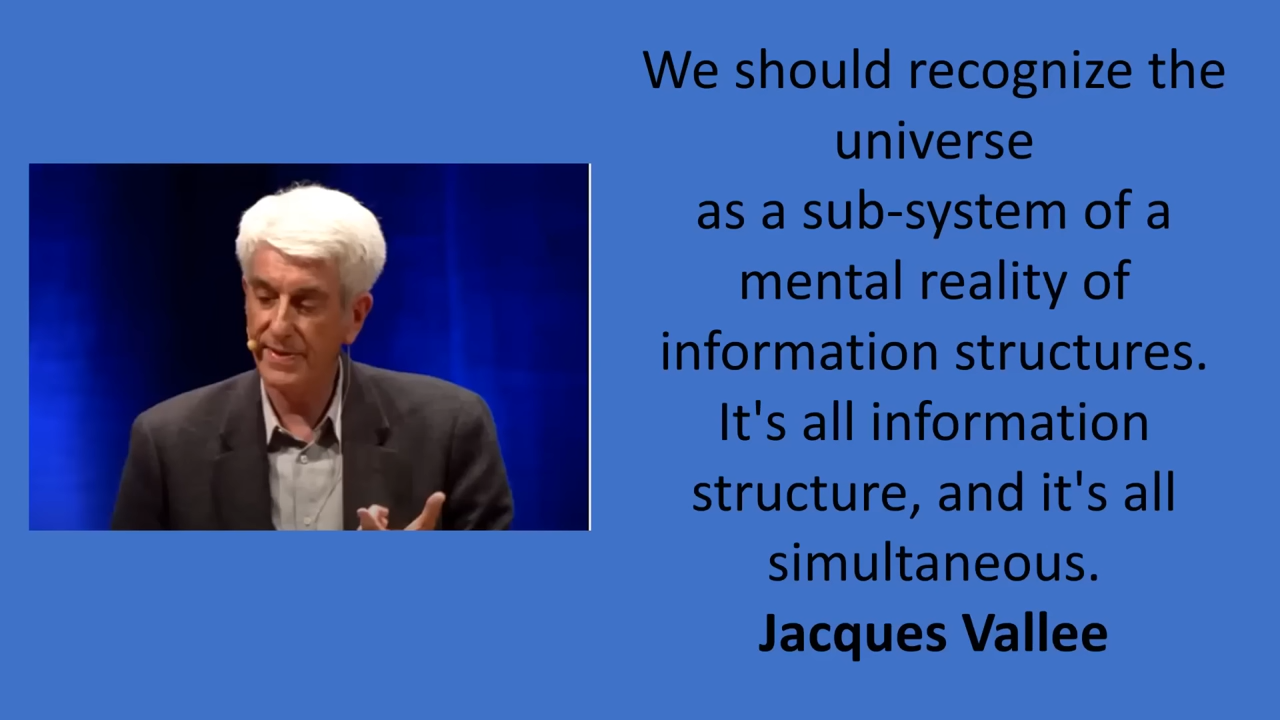 We should recognize the
universe
as a sub-system of a
mental reality of
information structures.
It's all information
structure, and it's all
simultaneous.
Jacques Vallee